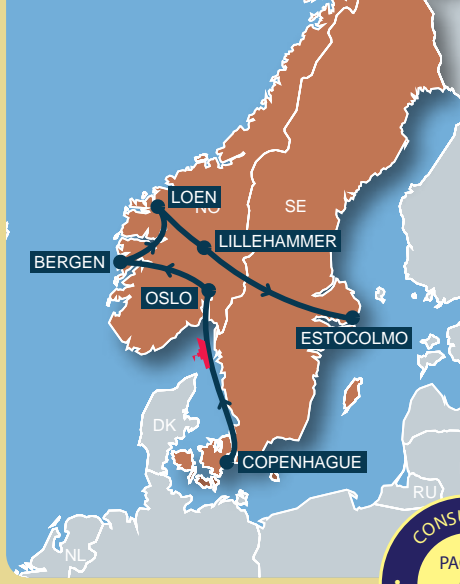 LOEN
NO
SE
LILLEHAMMER
BERGEN
OSLO
ESTOCOLMO
DK
COPENHAGUE
RU
NL